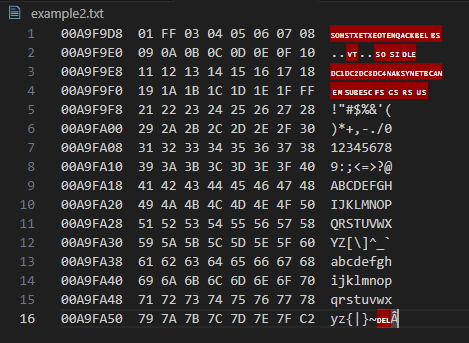 example2.txt
1 00A9F9D8 01 FF 03 04 05 06 07 08 SOHSTXETXEOTENQACKBELBS
2 00A9F9E0 09 0A 0B 0C 0D 0E 0F 10 ..VT..SOSIDLE
3 00A9F9E8 11 12 13 14 15 16 17 18 DC1DC2DC3DC4NAKSYNETBCAN
4 00A9F9F0 19 1A 1B 1C 1D 1E 1F FF EMSUBESCFSGSRSUS
5 00A9F9F8 21 22 23 24 25 26 27 28 !"#$%&'(
6 00A9FA00 29 2A 2B 2C 2D 2E 2F 30 )*+,-./0
7 00A9FA08 31 32 33 34 35 36 37 38 12345678
8 00A9FA10 39 3A 3B 3C 3D 3E 3F 40 9:;<=>?@
9 00A9FA18 41 42 43 44 45 46 47 48 ABCDEFGH
10 00A9FA20 49 4A 4B 4C 4D 4E 4F 50 IJKLMNOP
11 00A9FA28 51 52 53 54 55 56 57 58 QRSTUVWX
12 00A9FA30 59 5A 5B 5C 5D 5E 5F 60 YZ[\]^_`
13 00A9FA38 61 62 63 64 65 66 67 68 abcdefgh
14 00A9FA40 69 6A 6B 6C 6D 6E 6F 70 ijklmnop
15 00A9FA48 71 72 73 74 75 76 77 78 qrstuvwx
16 00A9FA50 79 7A 7B 7C 7D 7E 7F C2 yz{|}~DELÂ